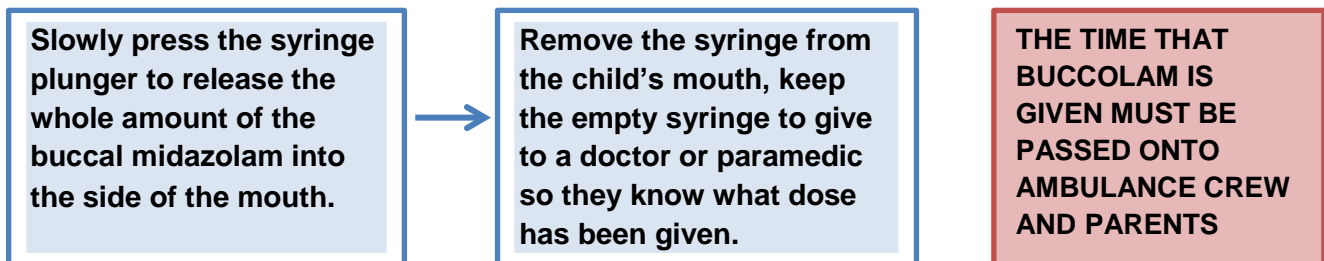 Slowly press the syringe
plunger to release the
whole amount of the
buccal midazolam into
the side of the mouth.
Remove the syringe from
the child’s mouth, keep
the empty syringe to give
to a doctor or paramedic
so they know what dose
has been given.
THE TIME THAT
BUCCOLAM IS
GIVEN MUST BE
PASSED ONTO
AMBULANCE CREW
AND PARENTS